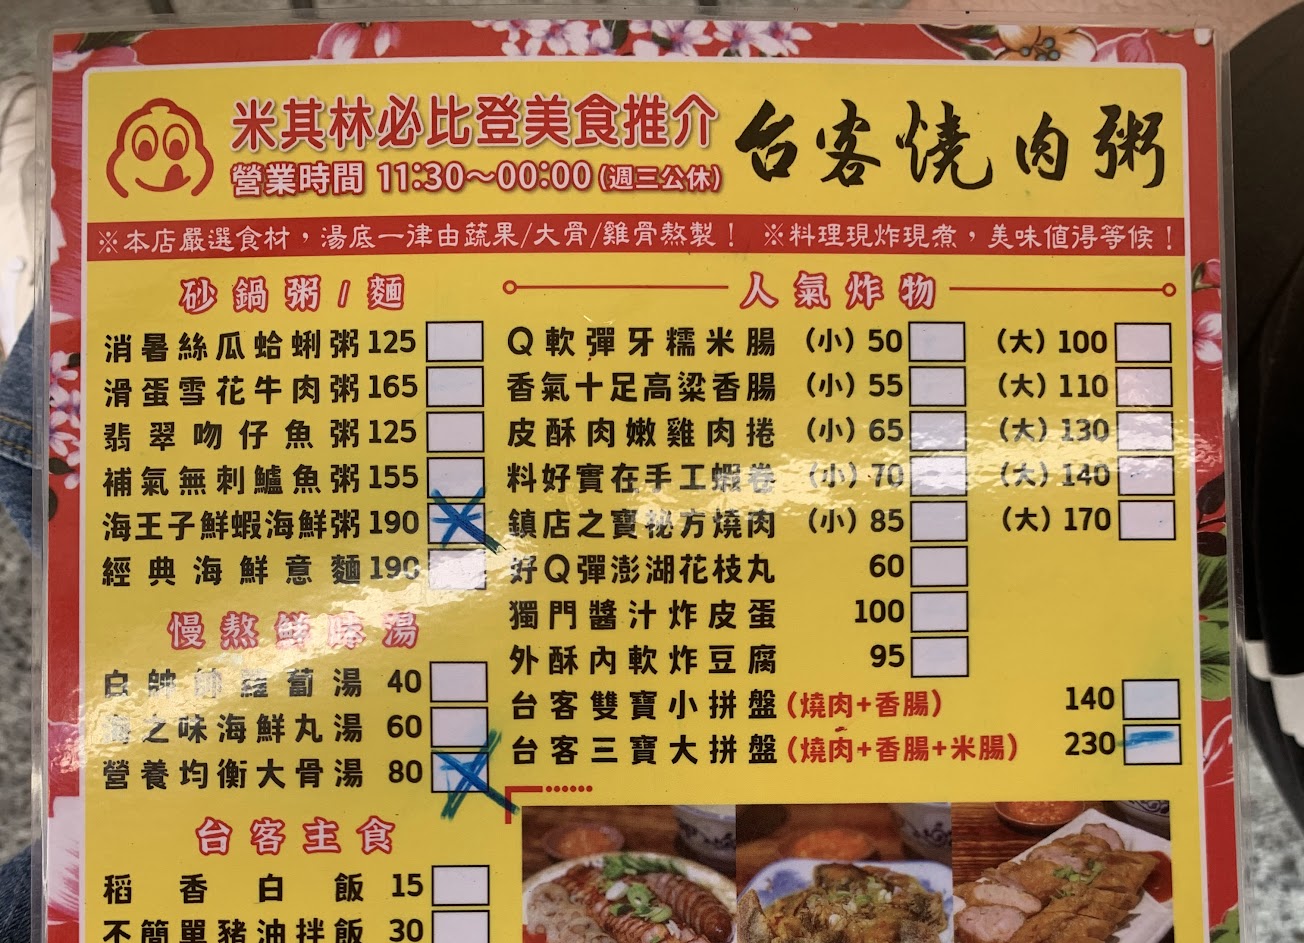 米其林必比登美食推介
營業時間 11:30～00:00(週三公休)
台客燒肉粥
※本店嚴選食材，湯底一律由蔬果/大骨/雞骨熬製！ ※料理現炸現煮，美味值得等候！
砂鍋粥/麵
消暑絲瓜蛤蜊粥 125
滑蛋雪花牛肉粥 165
翡翠吻仔魚粥 125
補氣無刺鱸魚粥 155
海王子鮮蝦海鮮粥 190
經典海鮮意麵 190
慢熬鮮味湯
白帥帥蘿蔔湯 40
海之味海鮮丸湯 60
營養均衡大骨湯 80
台客主食
稻香白飯 15
不簡單豬油拌飯 30
人氣炸物
Q軟彈牙糯米腸 (小) 50 (大) 100
香氣十足高粱香腸 (小) 55 (大) 110
皮酥肉嫩雞肉捲 (小) 65 (大) 130
料好實在手工蝦卷 (小) 70 (大) 140
鎮店之寶祕方燒肉 (小) 85 (大) 170
好Q彈澎湖花枝丸 60
獨門醬汁炸皮蛋 100
外酥內軟炸豆腐 95
台客雙寶小拼盤(燒肉+香腸) 140
台客三寶大拼盤(燒肉+香腸+米腸) 230